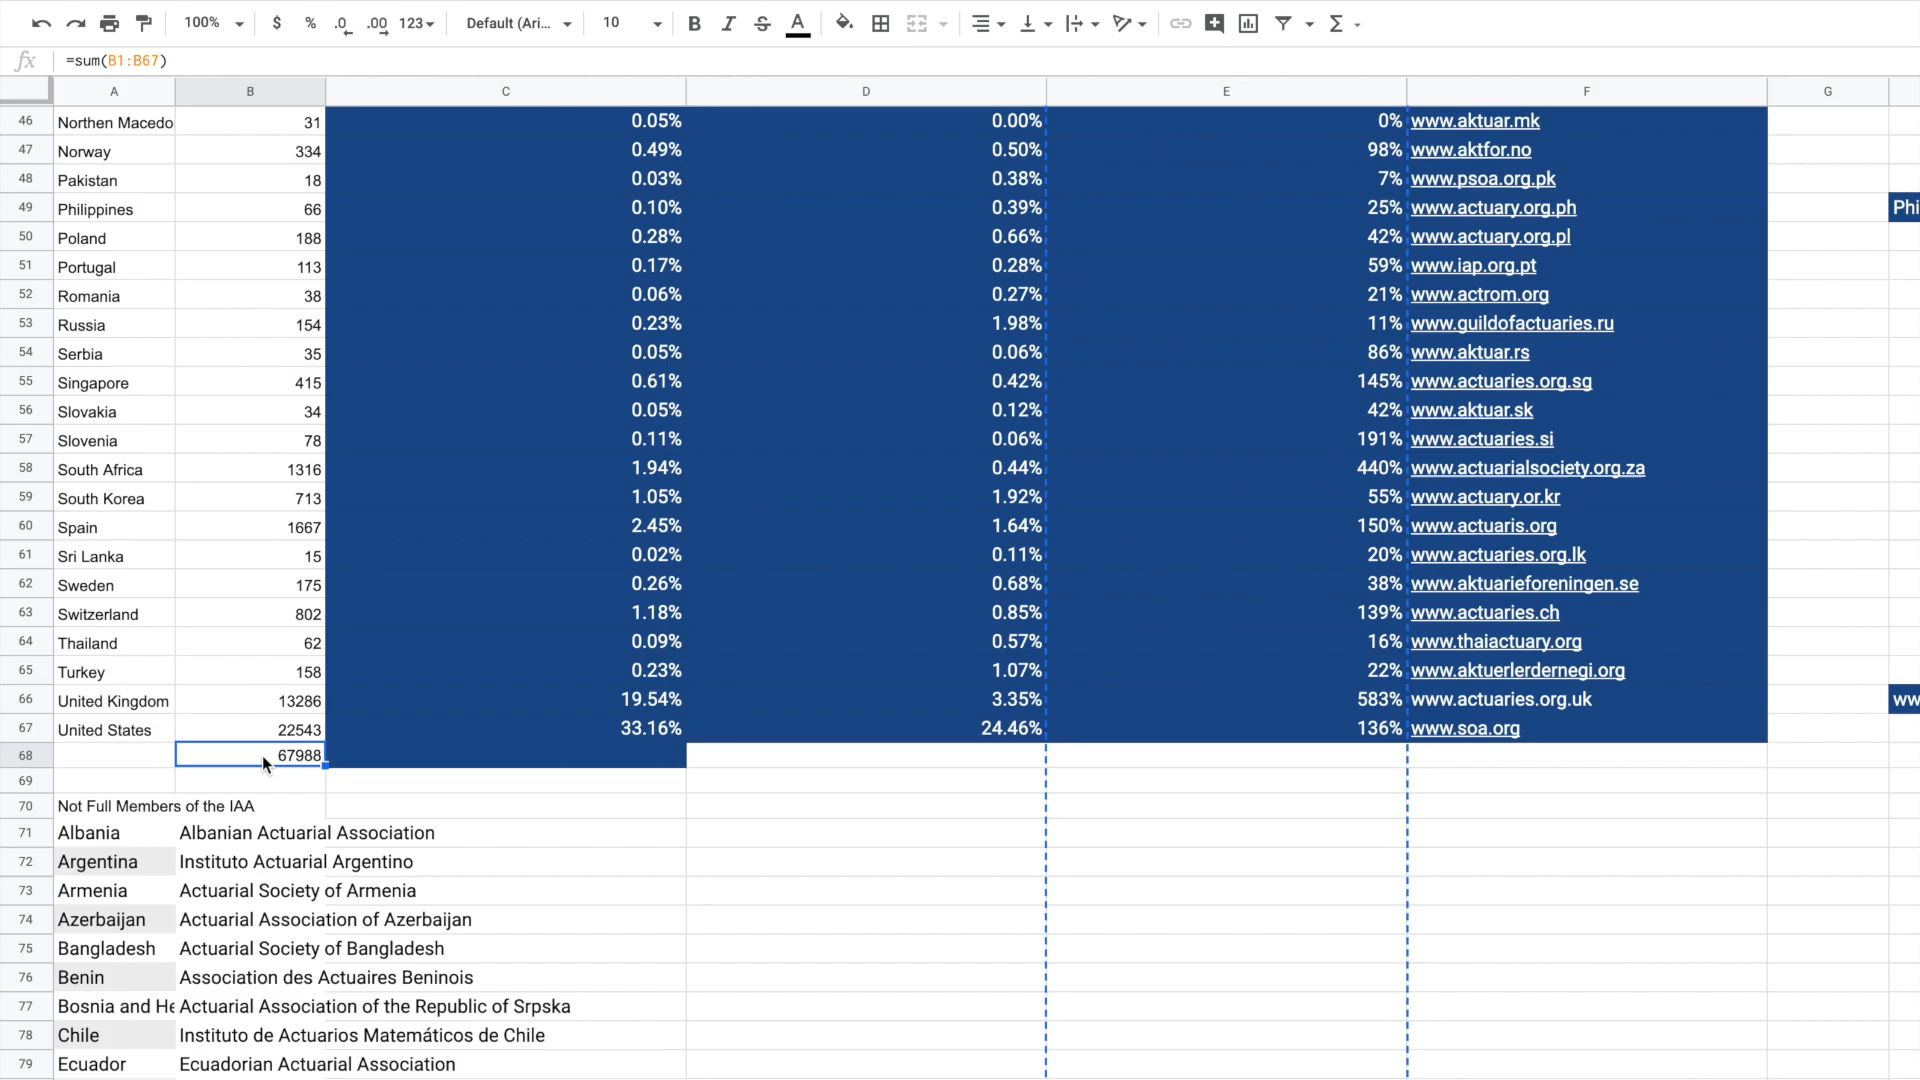 100% $ % .0 .00 123 Default (Ari... 10 B I S A Σ
fx =sum(B1:B67)
A B C D E F G
46 Northen Macedo 31 0.05% 0.00% 0% www.aktuar.mk
47 Norway 334 0.49% 0.50% 98% www.aktfor.no
48 Pakistan 18 0.03% 0.38% 7% www.psoa.org.pk
49 Philippines 66 0.10% 0.39% 25% www.actuary.org.ph Phi
50 Poland 188 0.28% 0.66% 42% www.actuary.org.pl
51 Portugal 113 0.17% 0.28% 59% www.iap.org.pt
52 Romania 38 0.06% 0.27% 21% www.actrom.org
53 Russia 154 0.23% 1.98% 11% www.guildofactuaries.ru
54 Serbia 35 0.05% 0.06% 86% www.aktuar.rs
55 Singapore 415 0.61% 0.42% 145% www.actuaries.org.sg
56 Slovakia 34 0.05% 0.12% 42% www.aktuar.sk
57 Slovenia 78 0.11% 0.06% 191% www.actuaries.si
58 South Africa 1316 1.94% 0.44% 440% www.actuarialsociety.org.za
59 South Korea 713 1.05% 1.92% 55% www.actuary.or.kr
60 Spain 1667 2.45% 1.64% 150% www.actuaris.org
61 Sri Lanka 15 0.02% 0.11% 20% www.actuaries.org.lk
62 Sweden 175 0.26% 0.68% 38% www.aktuarieforeningen.se
63 Switzerland 802 1.18% 0.85% 139% www.actuaries.ch
64 Thailand 62 0.09% 0.57% 16% www.thaiactuary.org
65 Turkey 158 0.23% 1.07% 22% www.aktuerlerdernegi.org
66 United Kingdom 13286 19.54% 3.35% 583% www.actuaries.org.uk ww
67 United States 22543 33.16% 24.46% 136% www.soa.org
68 67988
69
70 Not Full Members of the IAA
71 Albania Albanian Actuarial Association
72 Argentina Instituto Actuarial Argentino
73 Armenia Actuarial Society of Armenia
74 Azerbaijan Actuarial Association of Azerbaijan
75 Bangladesh Actuarial Society of Bangladesh
76 Benin Association des Actuaires Beninois
77 Bosnia and He Actuarial Association of the Republic of Srpska
78 Chile Instituto de Actuarios Matemáticos de Chile
79 Ecuador Ecuadorian Actuarial Association